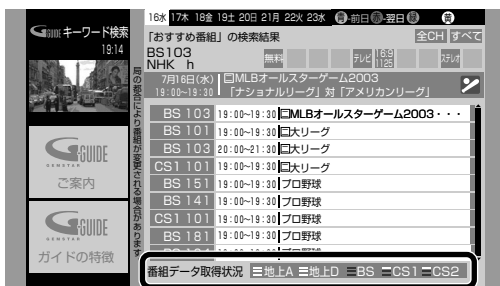 GGUIDE キーワード検索
19:14
16水 17木 18金 19土 20日 21月 22火 23水 青-前日 赤-翌日 緑 黄
「おすすめ番組」の検索結果 全CH すべて
BS103
NHK h 無料 テレビ 16:9 1125 ステレオ
7月16日(水) MLBオールスターゲーム2003
19:00~19:30 「ナショナルリーグ」対「アメリカンリーグ」
局の都合により番組が変更される場合があります
BS 103 19:00~19:30 MLBオールスターゲーム2003・・・
BS 101 19:00~19:30 大リーグ
BS 103 20:00~21:30 大リーグ
CS1 101 19:00~19:30 大リーグ
BS 151 19:00~19:30 プロ野球
BS 141 19:00~19:30 プロ野球
CS1 101 19:00~19:30 プロ野球
BS 181 19:00~19:30 プロ野球
GGUIDE
GEMSTAR
ご案内
GGUIDE
GEMSTAR
ガイドの特徴
番組データ取得状況 地上A 地上D BS CS1 CS2